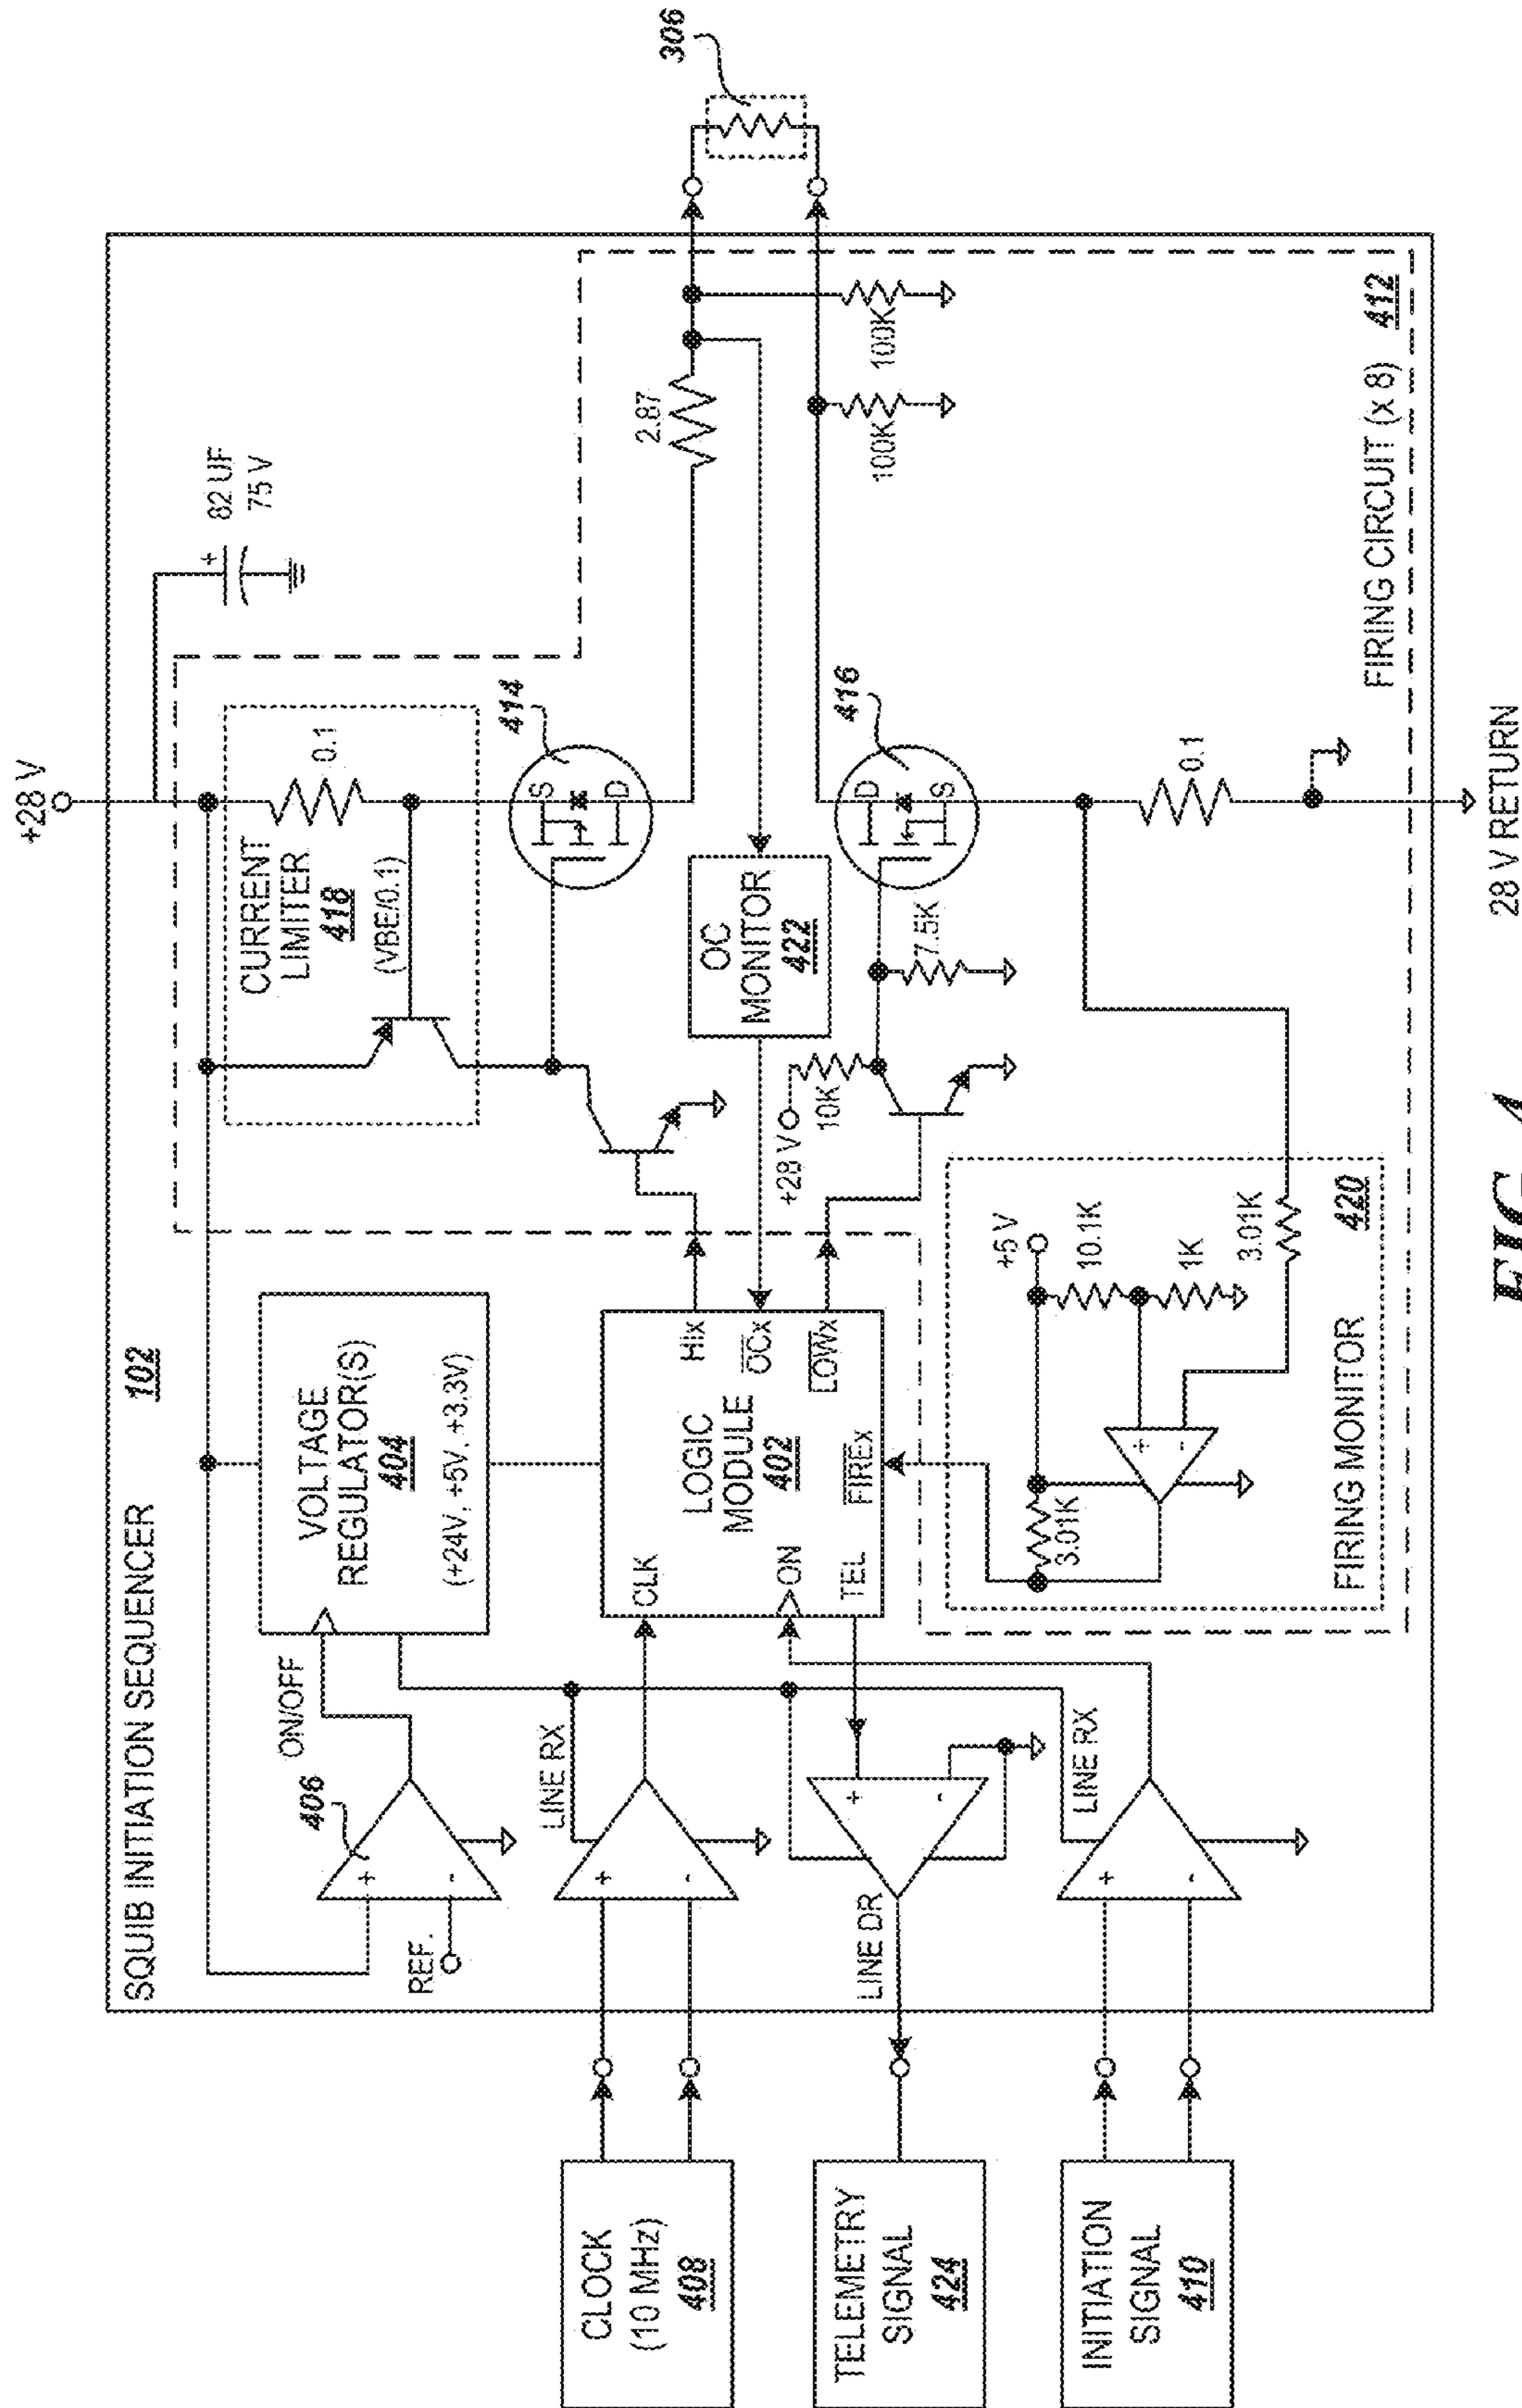 +28 V
SQUIB INITIATION SEQUENCER 102
82 UF
75 V
+
CURRENT
LIMITER
418
0.1
(VBE/0.1)
VOLTAGE
REGULATOR(S)
404
(+24V, +5V, +3.3V)
ON/OFF
406
+
-
REF.
414
S
D
2.87
306
CLOCK
(10 MHz)
408
+
-
LINE RX
CLK
LOGIC
MODULE
402
HIx
OCx
LOWx
ON
TEL
FIREx
OC
MONITOR
422
+28 V
10K
7.5K
416
D
S
100K
100K
TELEMETRY
SIGNAL
424
LINE DR
+
-
INITIATION
SIGNAL
410
+
-
LINE RX
3.01K
+5 V
10.1K
1K
+
-
3.01K
FIRING MONITOR 420
0.1
FIRING CIRCUIT (x 8) 412
28 V RETURN
FIG. 4